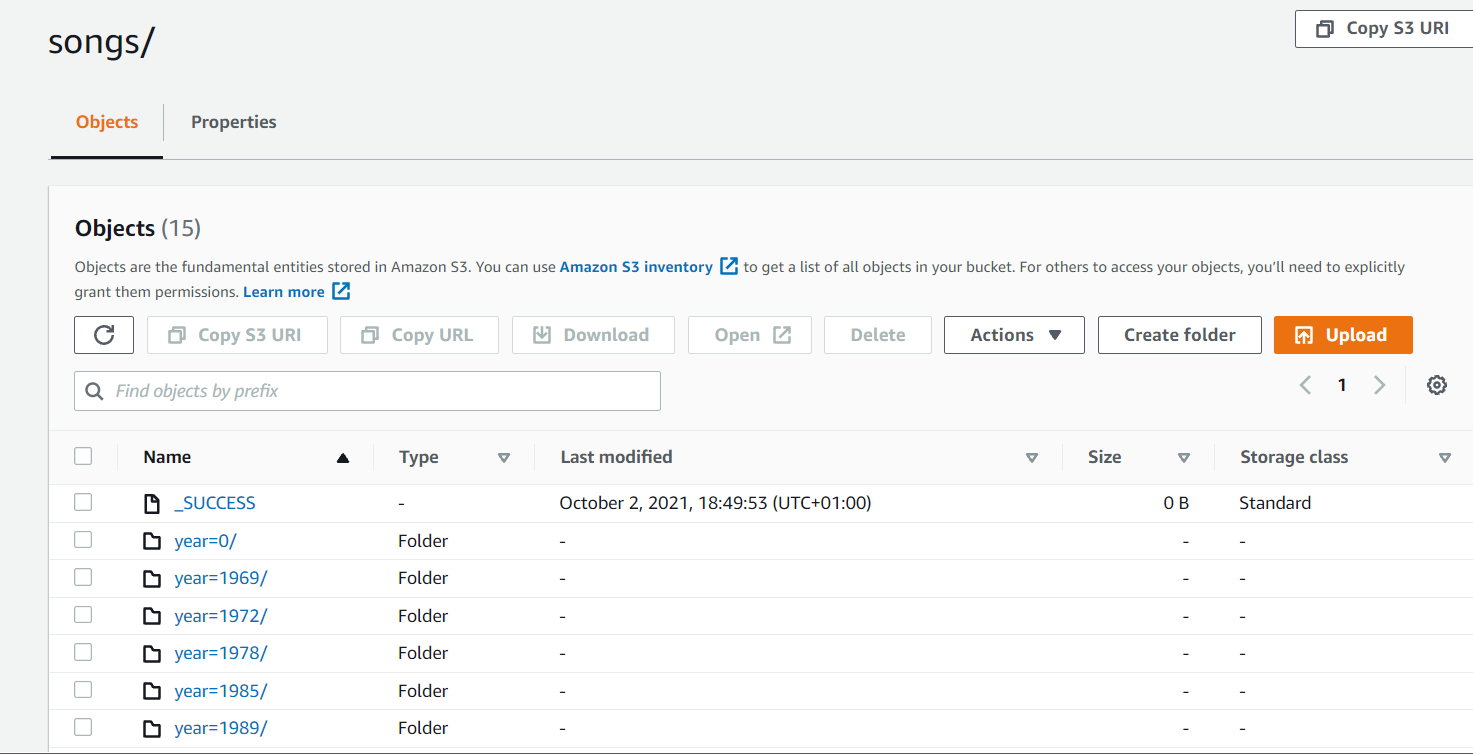 songs/
Copy S3 URI
Objects
Properties
Objects (15)
Objects are the fundamental entities stored in Amazon S3. You can use Amazon S3 inventory to get a list of all objects in your bucket. For others to access your objects, you'll need to explicitly
grant them permissions. Learn more
Copy S3 URI Copy URL Download Open Delete Actions Create folder Upload
Find objects by prefix
1
Name Type Last modified Size Storage class
_SUCCESS - October 2, 2021, 18:49:53 (UTC+01:00) 0 B Standard
year=0/ Folder - - -
year=1969/ Folder - - -
year=1972/ Folder - - -
year=1978/ Folder - - -
year=1985/ Folder - - -
year=1989/ Folder - - -